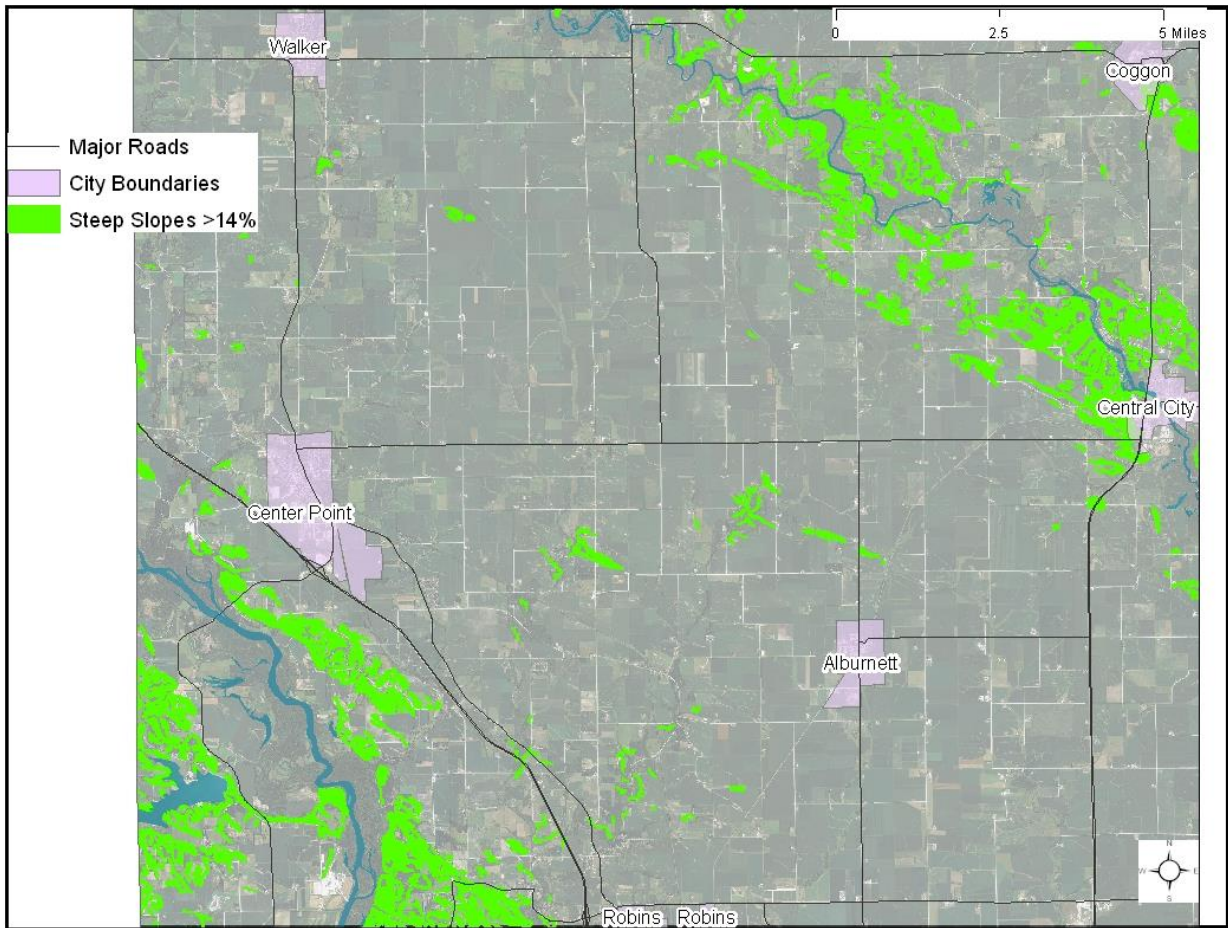 Walker
0 2.5 5 Miles
Coggon
Major Roads
City Boundaries
Steep Slopes >14%
Central City
Center Point
Alburnett
N
W E
S
Robins Robins